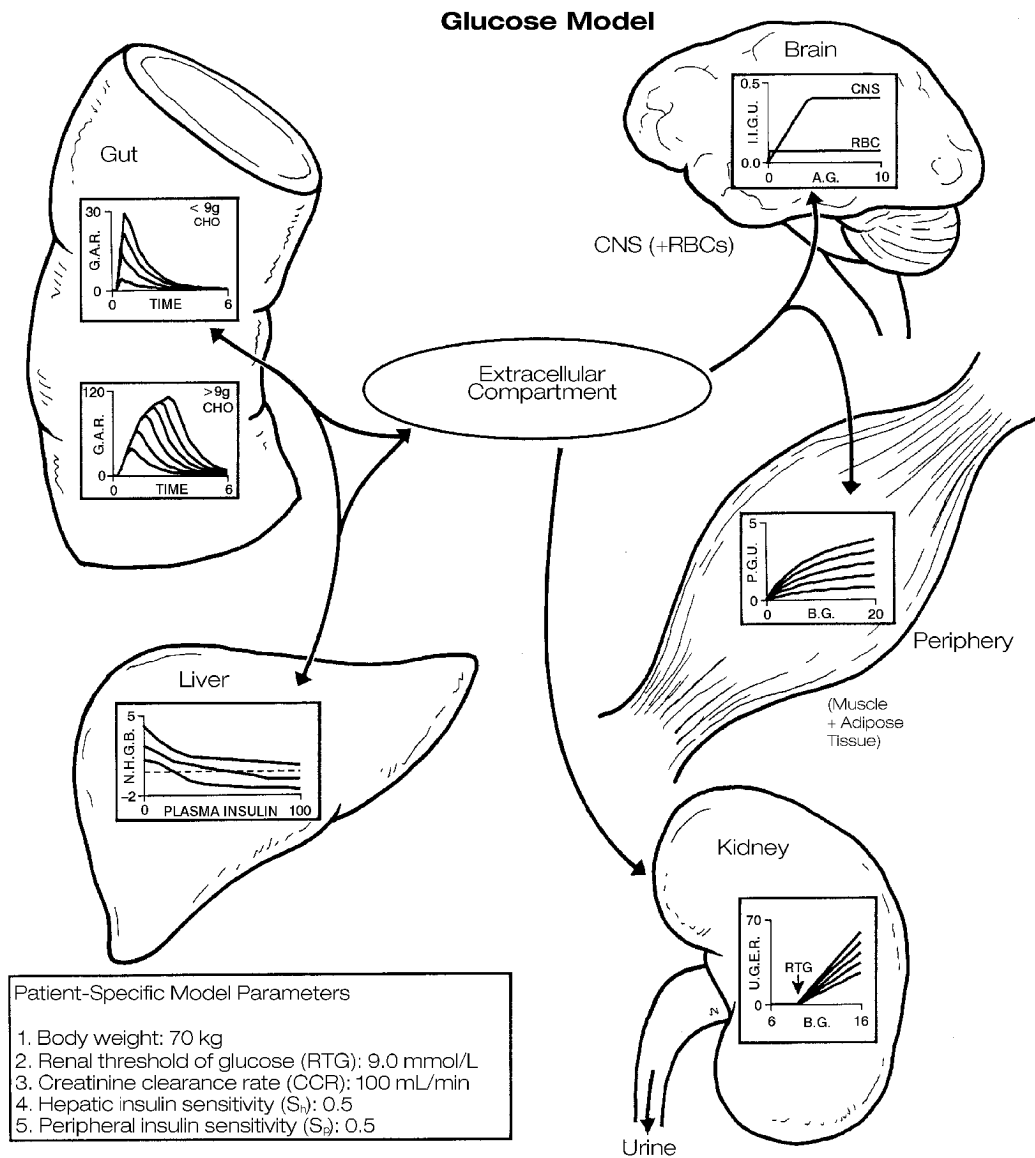 Glucose Model
Gut
30
< 9g
CHO
G.A.R.
0
0
TIME
6
120
>9g
CHO
G.A.R.
0
0
TIME
6
Brain
0.5
CNS
I.I.G.U.
RBC
0.0
0
A.G.
10
CNS (+RBCs)
Extracellular
Compartment
5
P.G.U.
0
0
B.G.
20
Periphery
(Muscle
+ Adipose
Tissue)
Liver
5
N.H.G.B.
–2
0
PLASMA INSULIN
100
Kidney
70
U.G.E.R.
RTG
0
6
B.G.
16
Urine
Patient-Specific Model Parameters
1. Body weight: 70 kg
2. Renal threshold of glucose (RTG): 9.0 mmol/L
3. Creatinine clearance rate (CCR): 100 mL/min
4. Hepatic insulin sensitivity (Sh): 0.5
5. Peripheral insulin sensitivity (Sp): 0.5